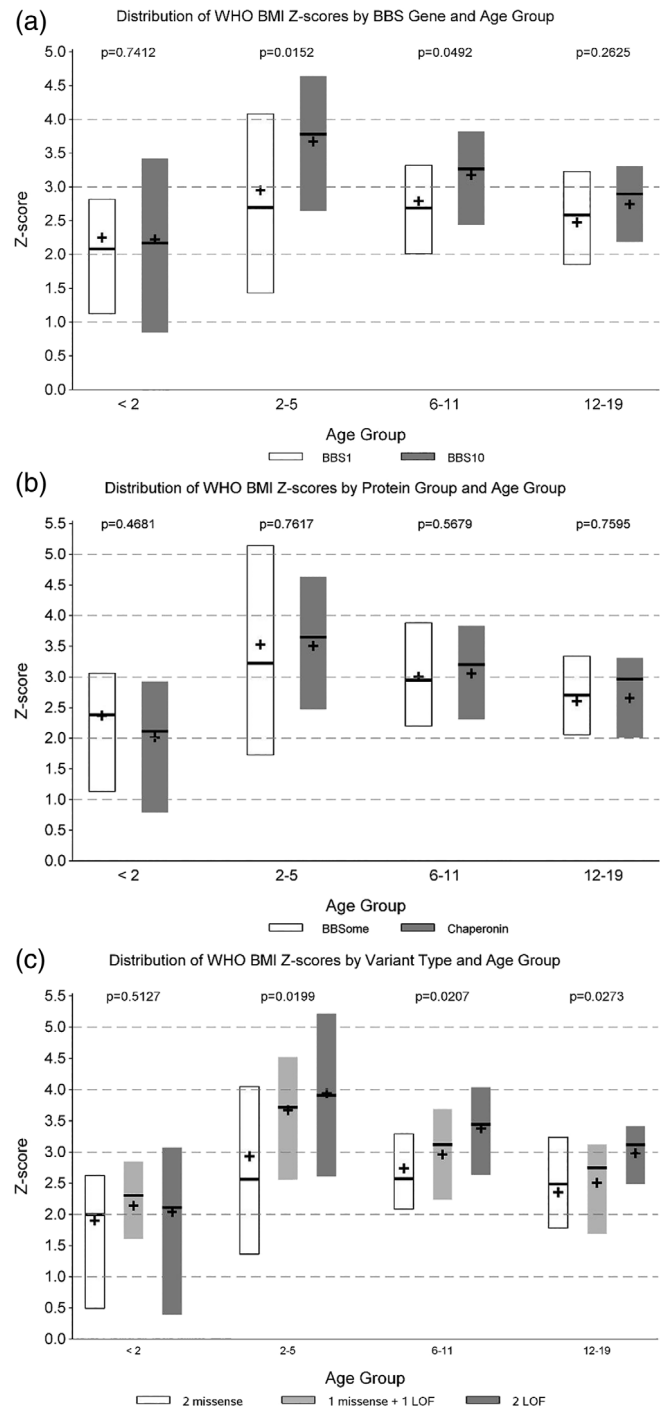 (a)
Distribution of WHO BMI Z-scores by BBS Gene and Age Group
p=0.7412 p=0.0152 p=0.0492 p=0.2625
5.0
4.5
4.0
3.5
3.0
2.5
2.0
1.5
1.0
0.5
0.0
Z-score
< 2 2-5 6-11 12-19
Age Group
BBS1 BBS10
(b)
Distribution of WHO BMI Z-scores by Protein Group and Age Group
p=0.4681 p=0.7617 p=0.5679 p=0.7595
5.5
5.0
4.5
4.0
3.5
3.0
2.5
2.0
1.5
1.0
0.5
0.0
Z-score
< 2 2-5 6-11 12-19
Age Group
BBSome Chaperonin
(c)
Distribution of WHO BMI Z-scores by Variant Type and Age Group
p=0.5127 p=0.0199 p=0.0207 p=0.0273
5.5
5.0
4.5
4.0
3.5
3.0
2.5
2.0
1.5
1.0
0.5
0.0
Z-score
< 2 2-5 6-11 12-19
Age Group
2 missense 1 missense + 1 LOF 2 LOF